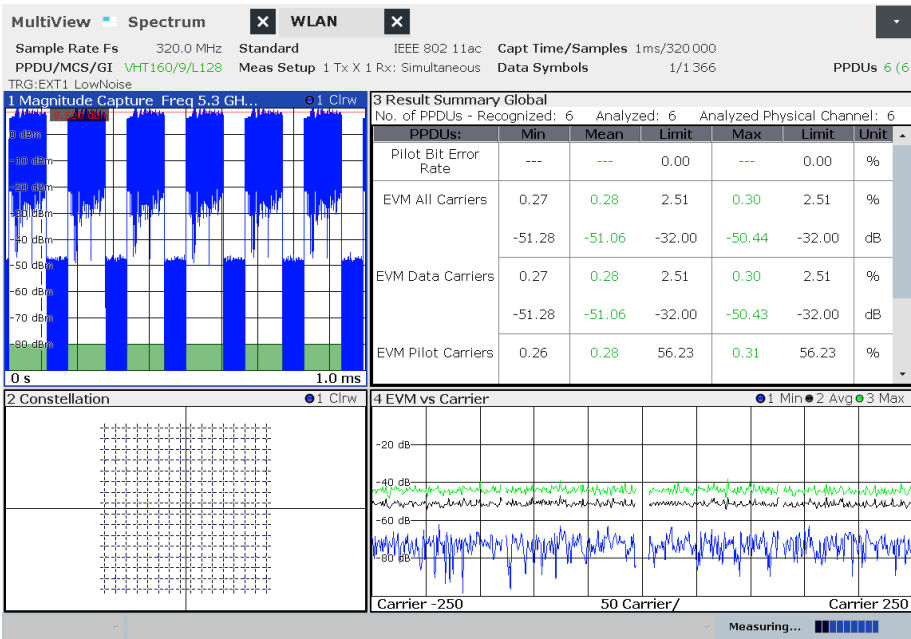 MultiView Spectrum WLAN
Sample Rate Fs 320.0 MHz Standard IEEE 802 11ac Capt Time/Samples 1ms/320 000
PPDU/MCS/GI VHT160/9/L128 Meas Setup 1 Tx X 1 Rx: Simultaneous Data Symbols 1/1366 PPDUs 6 (6
TRG:EXT1 LowNoise
1 Magnitude Capture Freq 5.3 GH... 1 Clrw
0 dBm
-10 dBm
-20 dBm
-30 dBm
-40 dBm
-50 dBm
-60 dBm
-70 dBm
-80 dBm
0 s 1.0 ms
3 Result Summary Global
No. of PPDUs - Recognized: 6 Analyzed: 6 Analyzed Physical Channel: 6
PPDUs: Min Mean Limit Max Limit Unit
Pilot Bit Error Rate --- --- 0.00 --- 0.00 %
EVM All Carriers 0.27 0.28 2.51 0.30 2.51 %
-51.28 -51.06 -32.00 -50.44 -32.00 dB
EVM Data Carriers 0.27 0.28 2.51 0.30 2.51 %
-51.28 -51.06 -32.00 -50.43 -32.00 dB
EVM Pilot Carriers 0.26 0.28 56.23 0.31 56.23 %
2 Constellation 1 Clrw
4 EVM vs Carrier 1 Min 2 Avg 3 Max
-20 dB
-40 dB
-60 dB
-80 dB
Carrier -250 50 Carrier/ Carrier 250
Measuring...